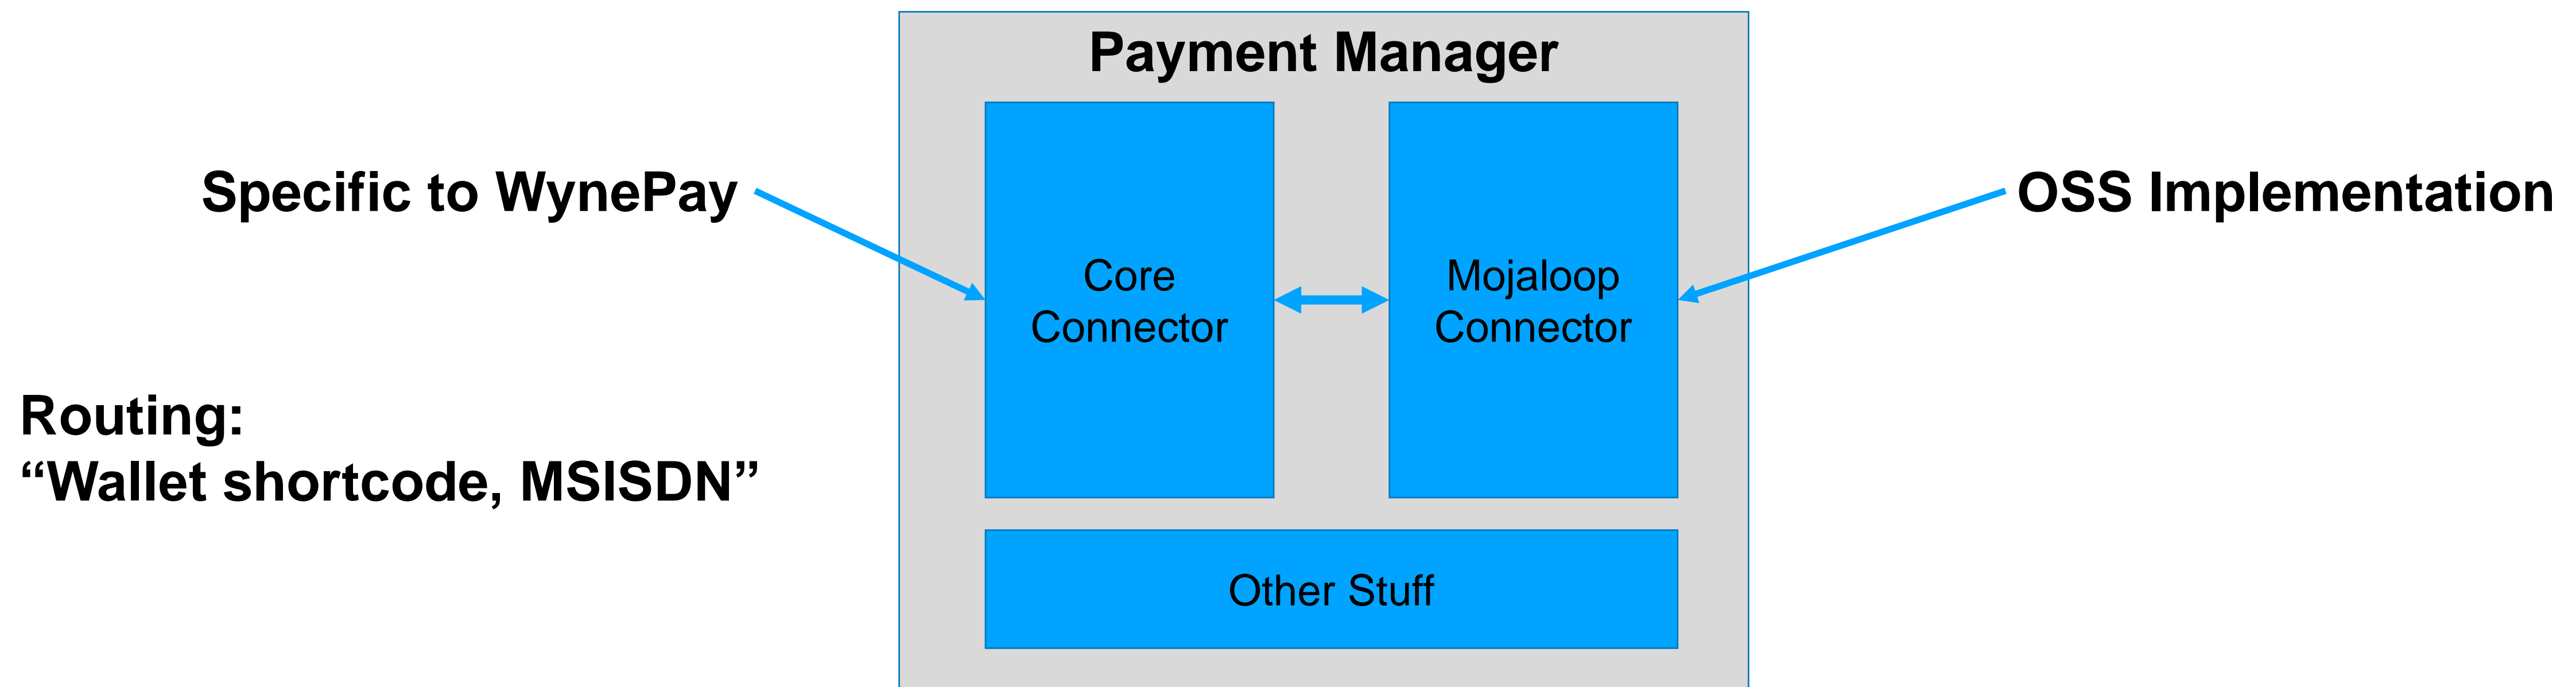 Payment Manager
Specific to WynePay
OSS Implementation
Core
Connector
Mojaloop
Connector
Routing:
“Wallet shortcode, MSISDN”
Other Stuff